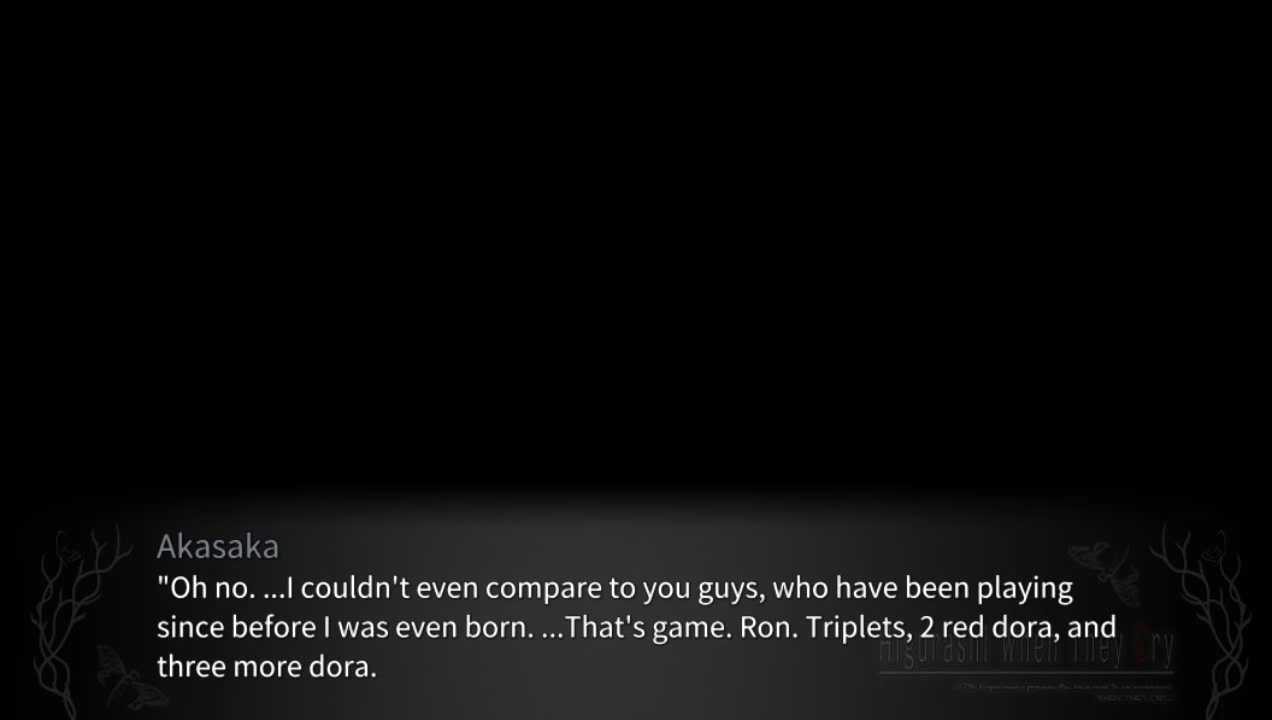 Akasaka
"Oh no. ...I couldn't even compare to you guys, who have been playing
since before I was even born. ...That's game. Ron. Triplets, 2 red dora, and
three more dora.
Higurashi When They Cry